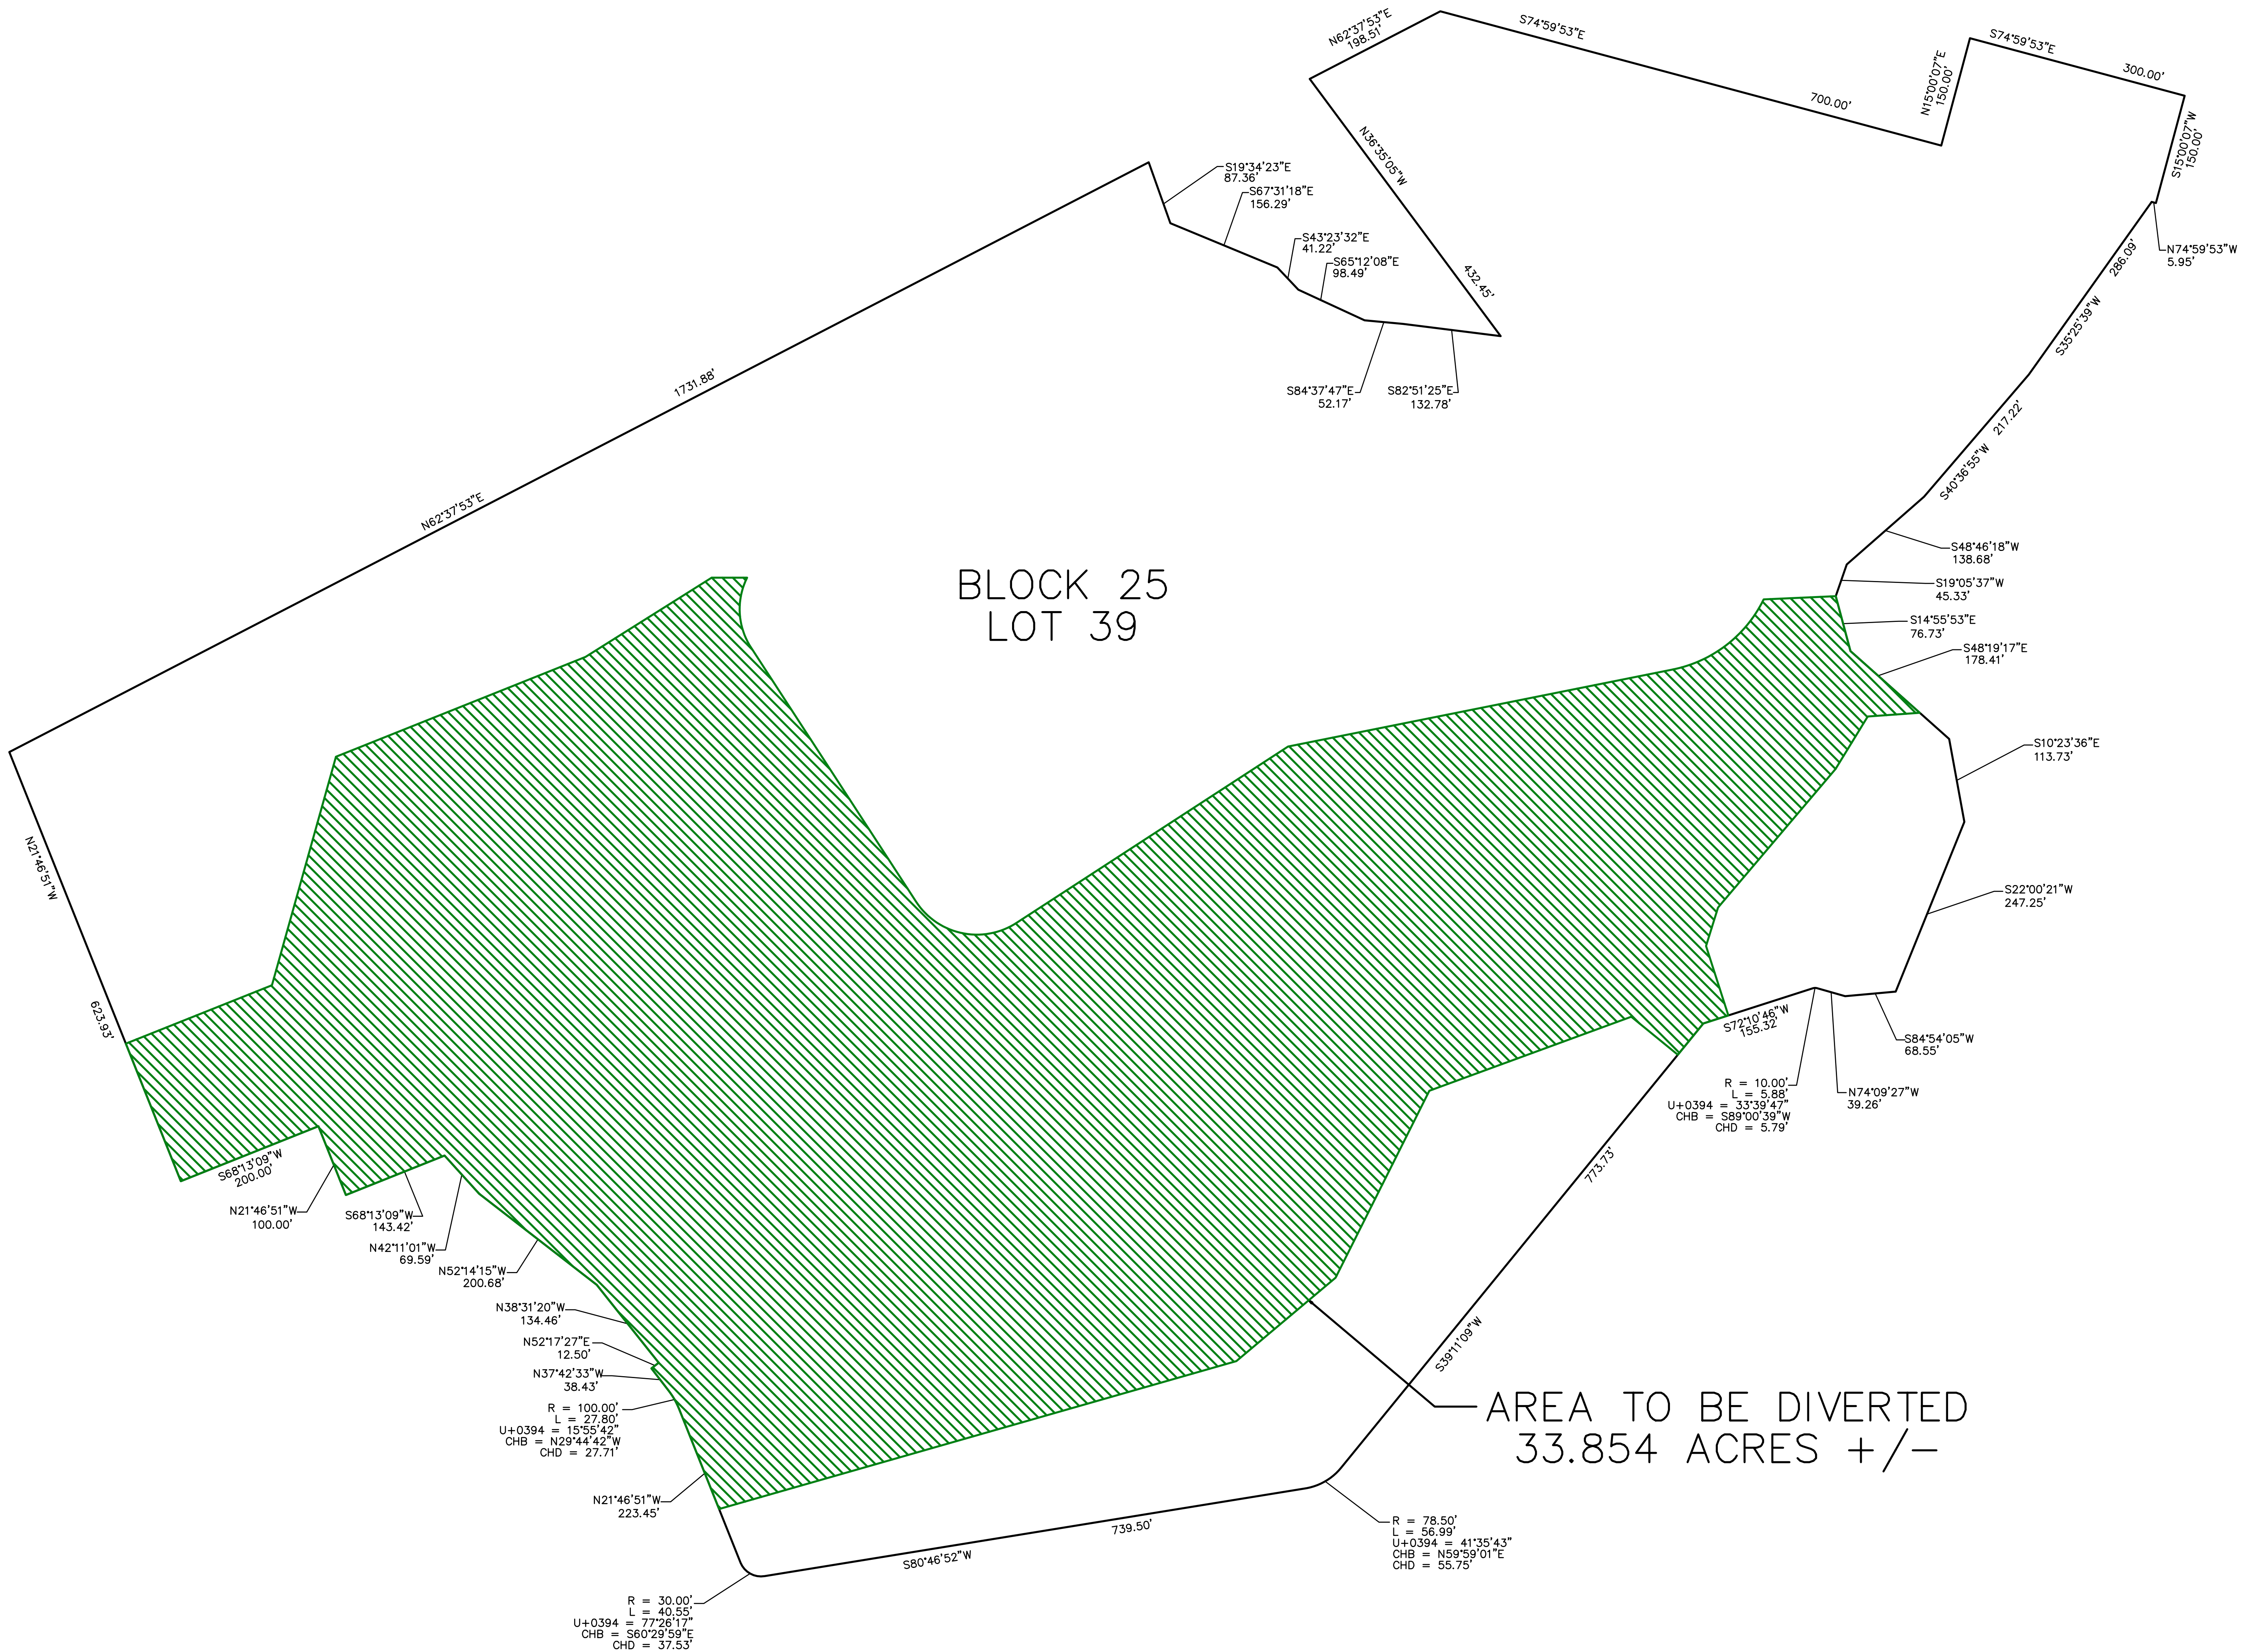 N62°37'53"E
198.51'
S74°59'53"E
700.00'
N15°00'07"E
150.00'
S74°59'53"E
300.00'
S15°00'07"W
150.00'
N74°59'53"W
5.95'
286.09'
S35°25'39"W
217.22'
S40°36'55"W
S48°46'18"W
138.68'
S19°05'37"W
45.33'
S14°55'53"E
76.73'
S48°19'17"E
178.41'
S10°23'36"E
113.73'
S22°00'21"W
247.25'
S84°54'05"W
68.55'
N74°09'27"W
39.26'
R = 10.00'
L = 5.88'
U+0394 = 33°39'47"
CHB = S89°00'39"W
CHD = 5.79'
S72°10'46"W
155.32'
773.73'
S39°11'09"W
R = 78.50'
L = 56.99'
U+0394 = 41°35'43"
CHB = N59°59'01"E
CHD = 55.75'
739.50'
S80°46'52"W
R = 30.00'
L = 40.55'
U+0394 = 77°26'17"
CHB = S60°29'59"E
CHD = 37.53'
N21°46'51"W
223.45'
R = 100.00'
L = 27.80'
U+0394 = 15°55'42"
CHB = N29°44'42"W
CHD = 27.71'
N37°42'33"W
38.43'
N52°17'27"E
12.50'
N38°31'20"W
134.46'
N52°14'15"W
200.68'
N42°11'01"W
69.59'
S68°13'09"W
143.42'
N21°46'51"W
100.00'
S68°13'09"W
200.00'
623.93'
N21°46'51"W
N62°37'53"E
1731.88'
S19°34'23"E
87.36'
S67°31'18"E
156.29'
S43°23'32"E
41.22'
S65°12'08"E
98.49'
S84°37'47"E
52.17'
S82°51'25"E
132.78'
N36°35'05"W
432.45'
BLOCK 25
LOT 39
AREA TO BE DIVERTED
33.854 ACRES +/-